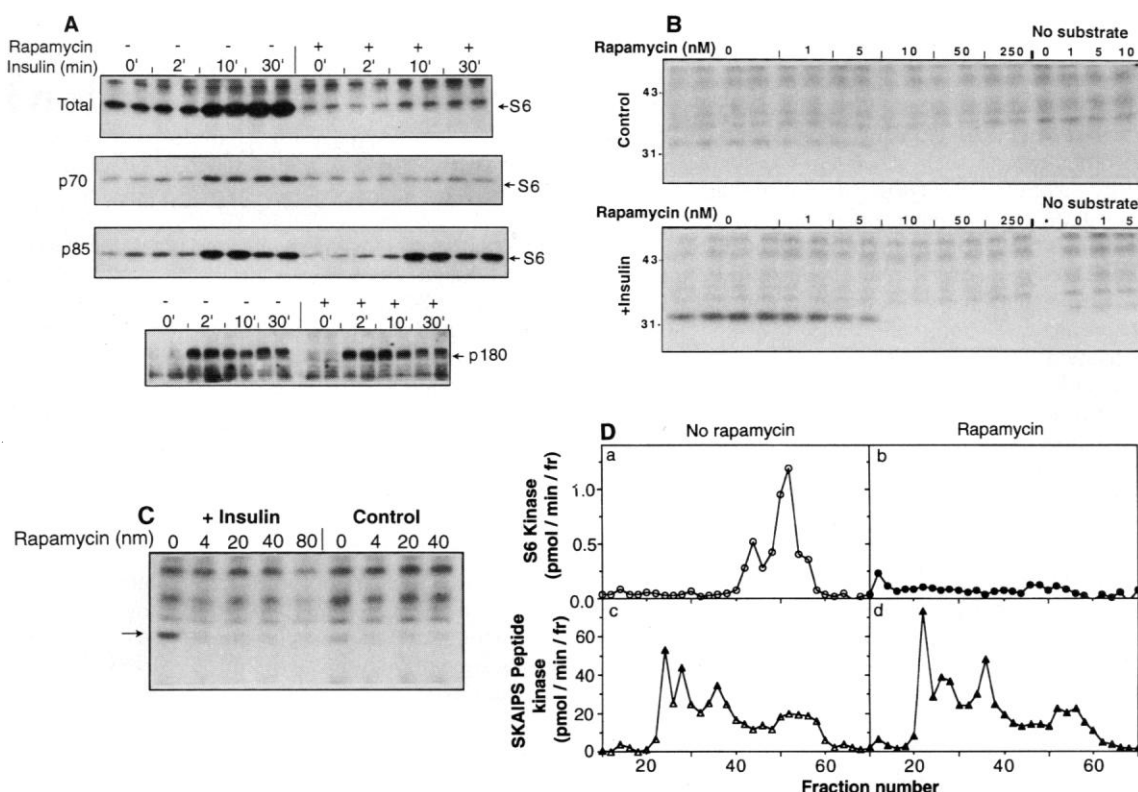 A
Rapamycin - - - - + + + +
Insulin (min) 0' 2' 10' 30' 0' 2' 10' 30'
Total ←S6
p70 ←S6
p85 ←S6
- - - - + + + +
0' 2' 10' 30' 0' 2' 10' 30'
←p180
B
No substrate
Rapamycin (nM) 0 1 5 10 50 250 0 1 5 10
Control
43
31
No substrate
Rapamycin (nM) 0 1 5 10 50 250 • 0 1 5
+Insulin
43
31
C
+ Insulin Control
Rapamycin (nm) 0 4 20 40 80 0 4 20 40
→
D
No rapamycin Rapamycin
a b
S6 Kinase
(pmol / min / fr)
1.0
0.5
0.0
c d
SKAIPS Peptide
kinase
(pmol / min / fr)
60
40
20
0
20 40 60 20 40 60
Fraction number